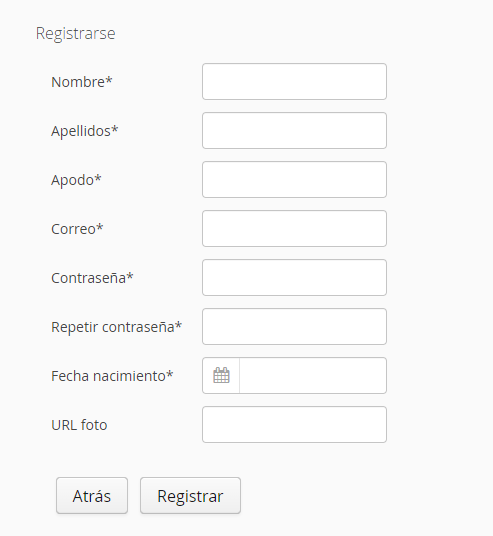 Registrarse
Nombre*
Apellidos*
Apodo*
Correo*
Contraseña*
Repetir contraseña*
Fecha nacimiento*
URL foto
Atrás Registrar